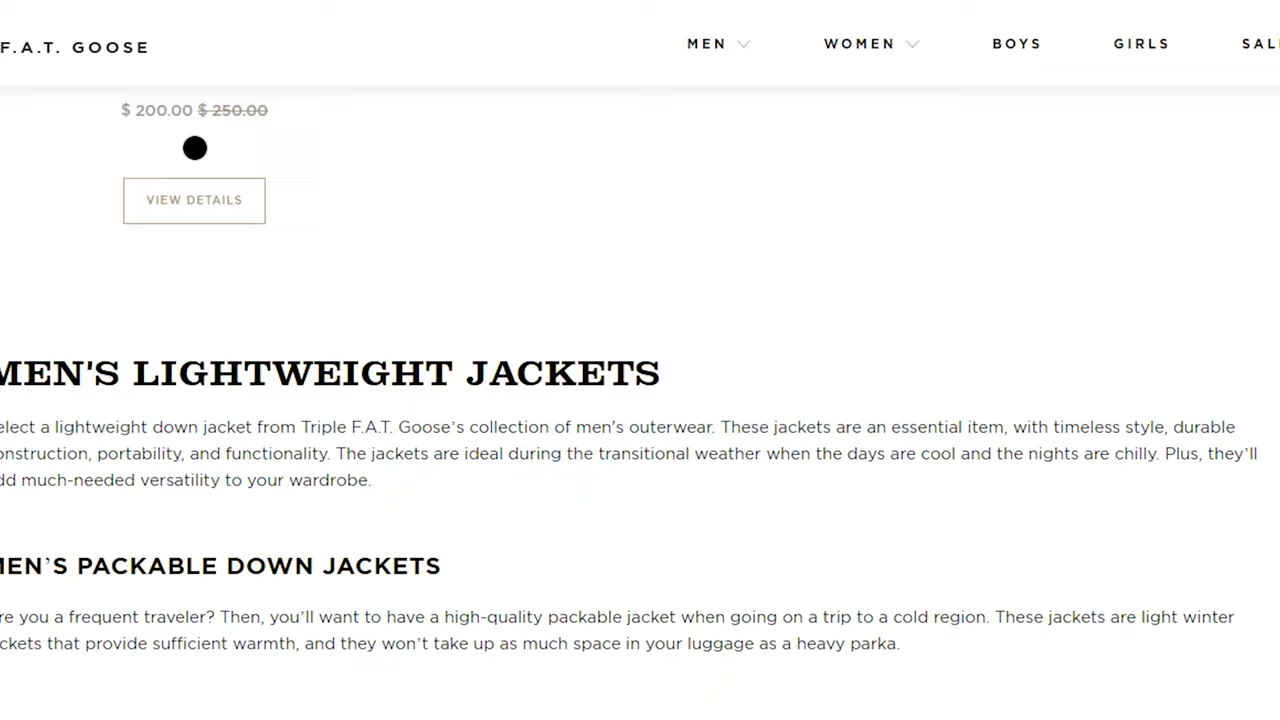 F.A.T. GOOSE
MEN
WOMEN
BOYS
GIRLS
SAL
$ 200.00 $ 250.00
VIEW DETAILS
MEN'S LIGHTWEIGHT JACKETS
elect a lightweight down jacket from Triple F.A.T. Goose’s collection of men's outerwear. These jackets are an essential item, with timeless style, durable
onstruction, portability, and functionality. The jackets are ideal during the transitional weather when the days are cool and the nights are chilly. Plus, they’ll
dd much-needed versatility to your wardrobe.
MEN’S PACKABLE DOWN JACKETS
re you a frequent traveler? Then, you’ll want to have a high-quality packable jacket when going on a trip to a cold region. These jackets are light winter
ckets that provide sufficient warmth, and they won’t take up as much space in your luggage as a heavy parka.